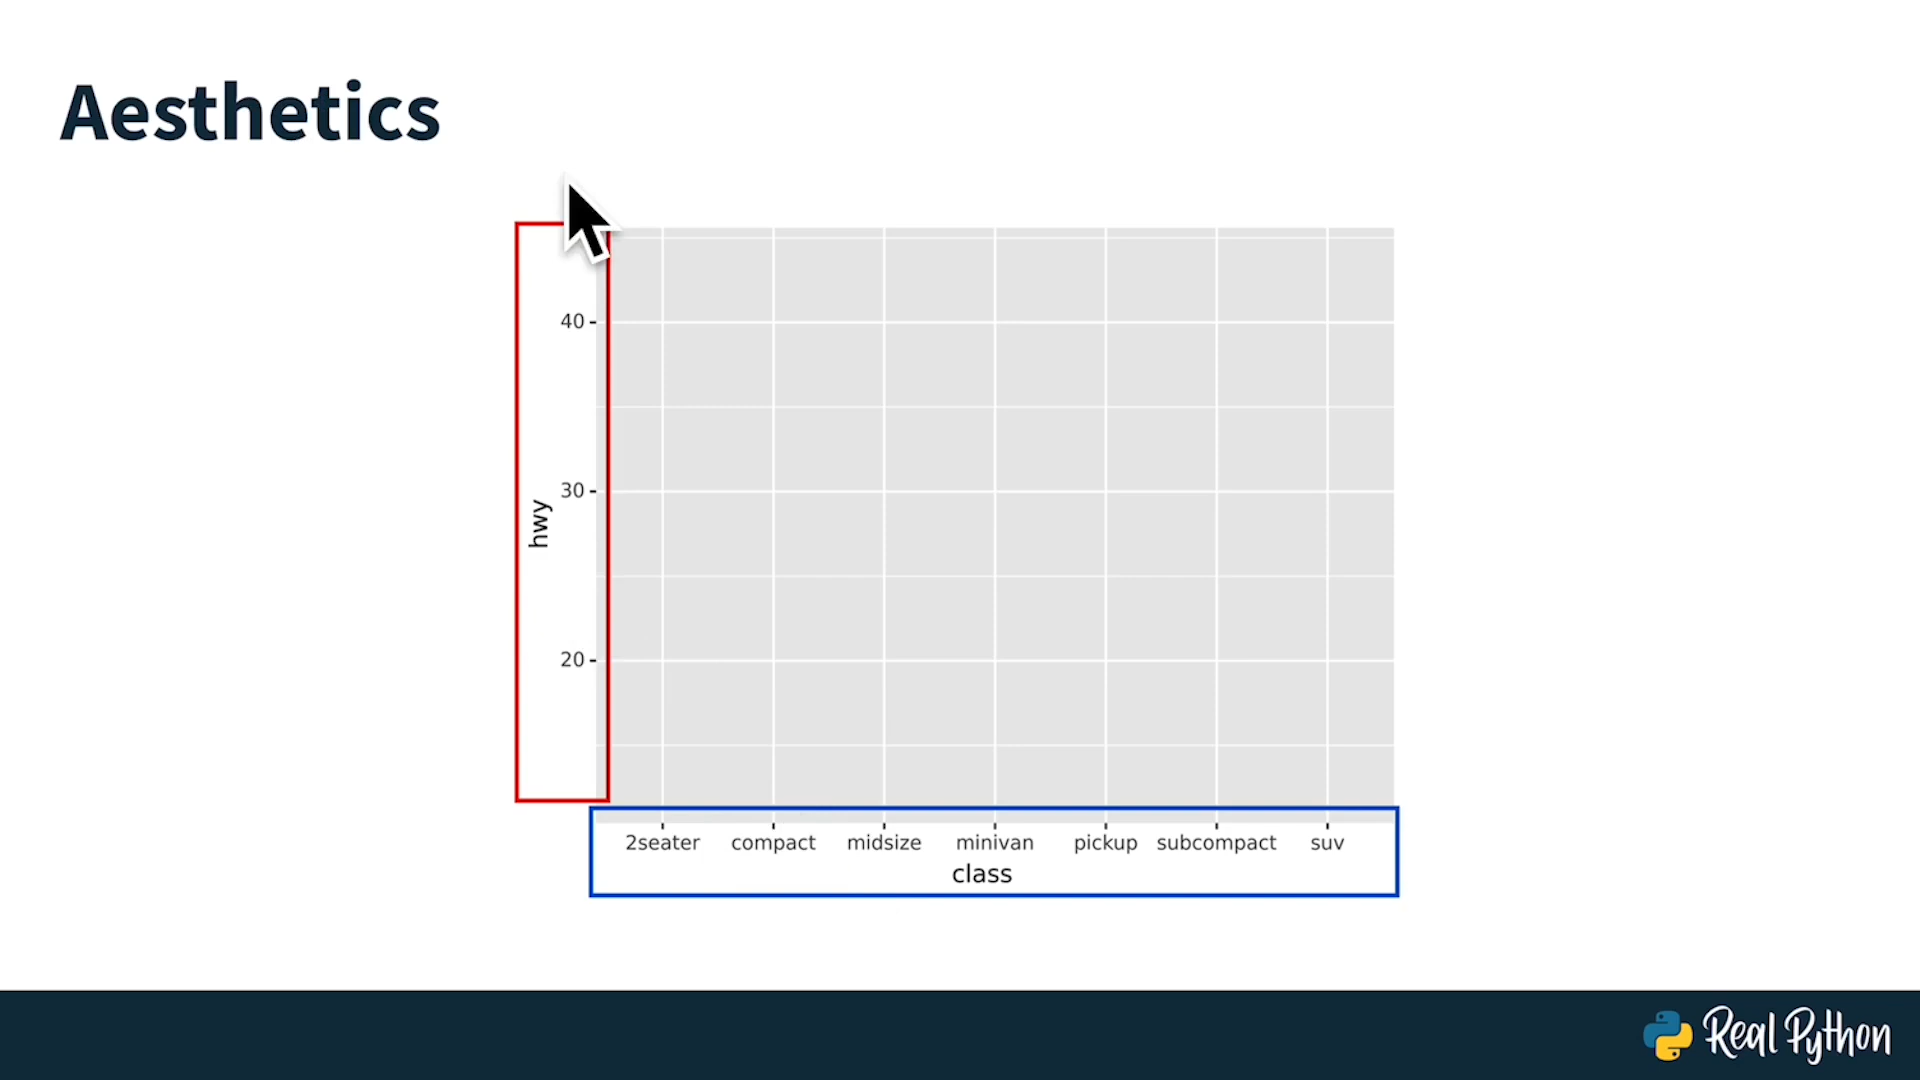 Aesthetics
40
30
hwy
20
2seater compact midsize minivan pickup subcompact suv
class
Real Python